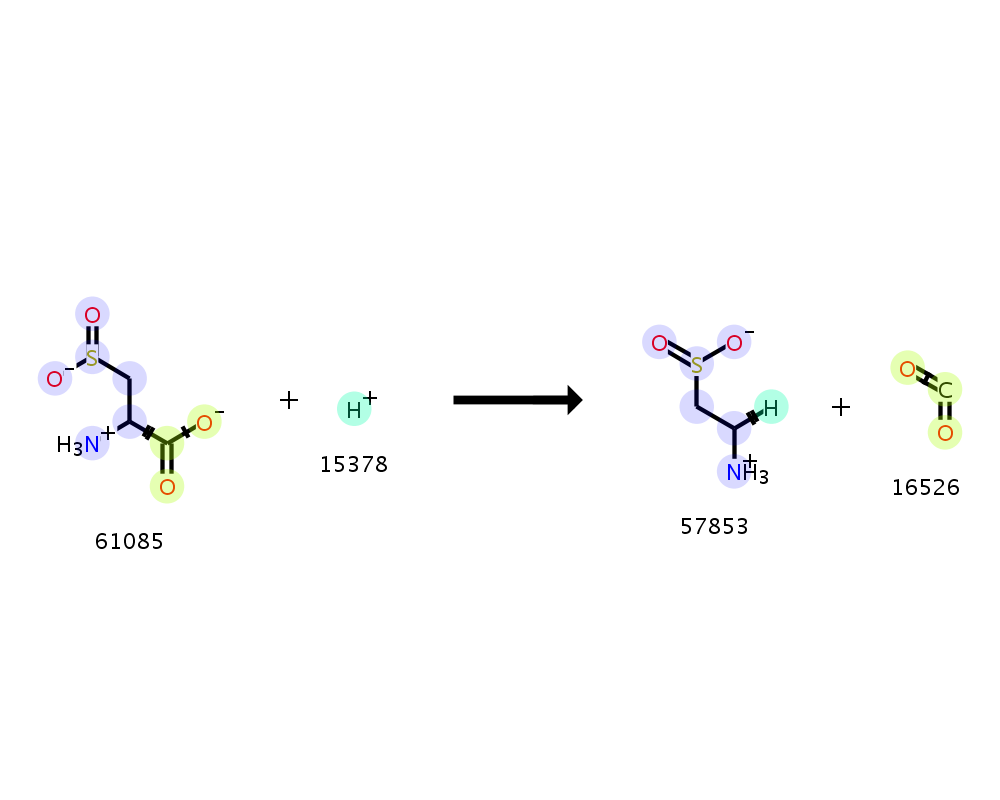 O
S
O-
H3N+
O-
O
61085
+
H+
15378
O
O-
S
H
NH3+
57853
+
O
C
O
16526